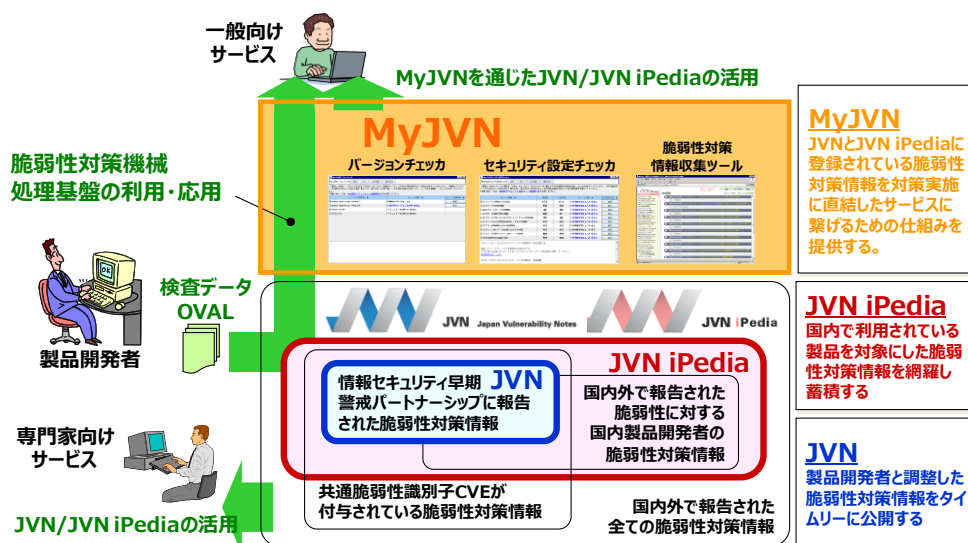 一般向け
サービス
MyJVNを通じたJVN/JVN iPediaの活用
MyJVN
バージョンチェッカ
セキュリティ設定チェッカ
脆弱性対策
情報収集ツール
脆弱性対策機械
処理基盤の利用・応用
製品開発者
検査データ
OVAL
JVN Japan Vulnerability Notes
JVN iPedia
JVN iPedia
情報セキュリティ早期
JVN
警戒パートナーシップに報告
された脆弱性対策情報
国内外で報告された
脆弱性に対する
国内製品開発者の
脆弱性対策情報
共通脆弱性識別子CVEが
付与されている脆弱性対策情報
国内外で報告された
全ての脆弱性対策情報
専門家向け
サービス
JVN/JVN iPediaの活用
MyJVN
JVNとJVN iPediaに
登録されている脆弱性
対策情報を対策実施
に直結したサービスに
繋げるための仕組みを
提供する。
JVN iPedia
国内で利用されている
製品を対象にした脆弱
性対策情報を網羅し
蓄積する
JVN
製品開発者と調整した
脆弱性対策情報をタイ
ムリーに公開する